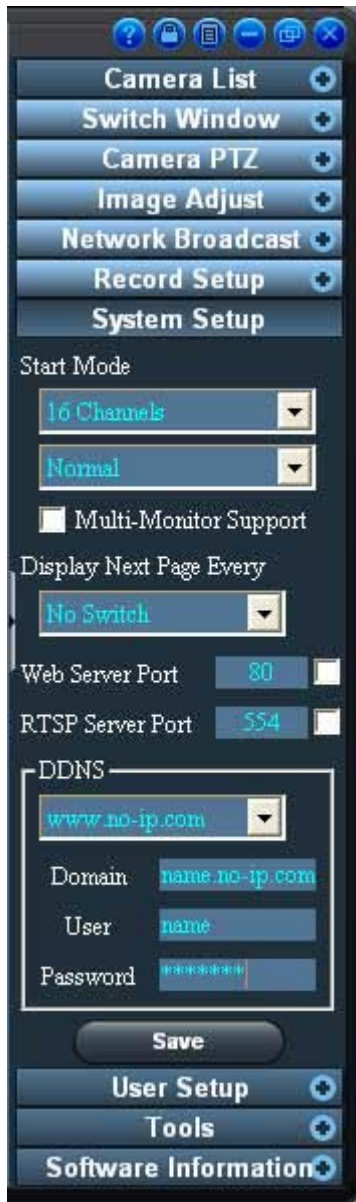 Camera List
Switch Window
Camera PTZ
Image Adjust
Network Broadcast
Record Setup
System Setup
Start Mode
16 Channels
Normal
Multi-Monitor Support
Display Next Page Every
No Switch
Web Server Port 80
RTSP Server Port 554
DDNS
www.no-ip.com
Domain name.no-ip.com
User name
Password *******
Save
User Setup
Tools
Software Information